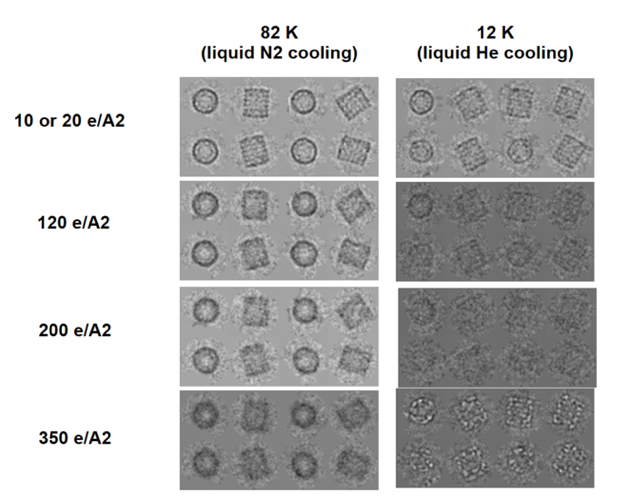 82 K
(liquid N2 cooling)
12 K
(liquid He cooling)
10 or 20 e/A2
120 e/A2
200 e/A2
350 e/A2